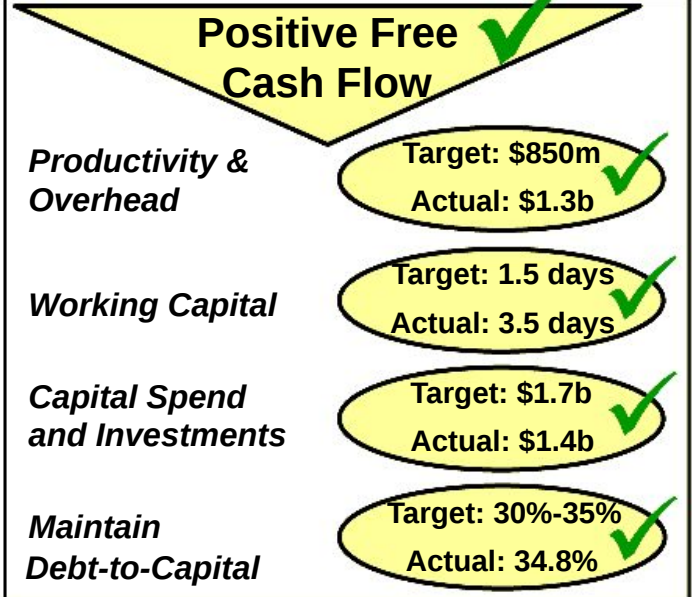 Positive Free
Cash Flow
Productivity &
Overhead
Target: $850m
Actual: $1.3b
Working Capital
Target: 1.5 days
Actual: 3.5 days
Capital Spend
and Investments
Target: $1.7b
Actual: $1.4b
Maintain
Debt-to-Capital
Target: 30%-35%
Actual: 34.8%